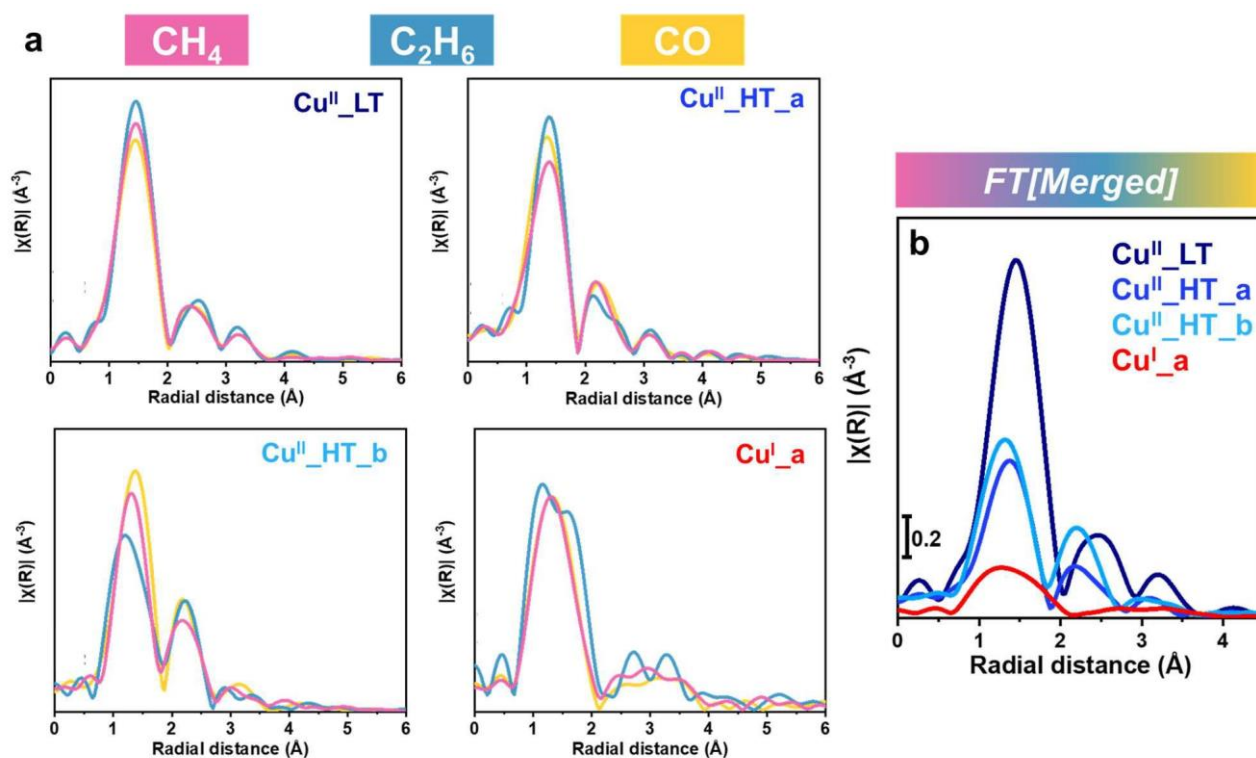 a
CH₄ C₂H₆ CO
Cuᴵᴵ_LT
|χ(R)| (Å⁻³)
0 1 2 3 4 5 6
Radial distance (Å)
Cuᴵᴵ_HT_a
|χ(R)| (Å⁻³)
0 1 2 3 4 5 6
Radial distance (Å)
Cuᴵᴵ_HT_b
|χ(R)| (Å⁻³)
0 1 2 3 4 5 6
Radial distance (Å)
Cuᴵ_a
|χ(R)| (Å⁻³)
0 1 2 3 4 5 6
Radial distance (Å)
FT[Merged]
b
Cuᴵᴵ_LT
Cuᴵᴵ_HT_a
Cuᴵᴵ_HT_b
Cuᴵ_a
|χ(R)| (Å⁻³)
0.2
0 1 2 3 4
Radial distance (Å)